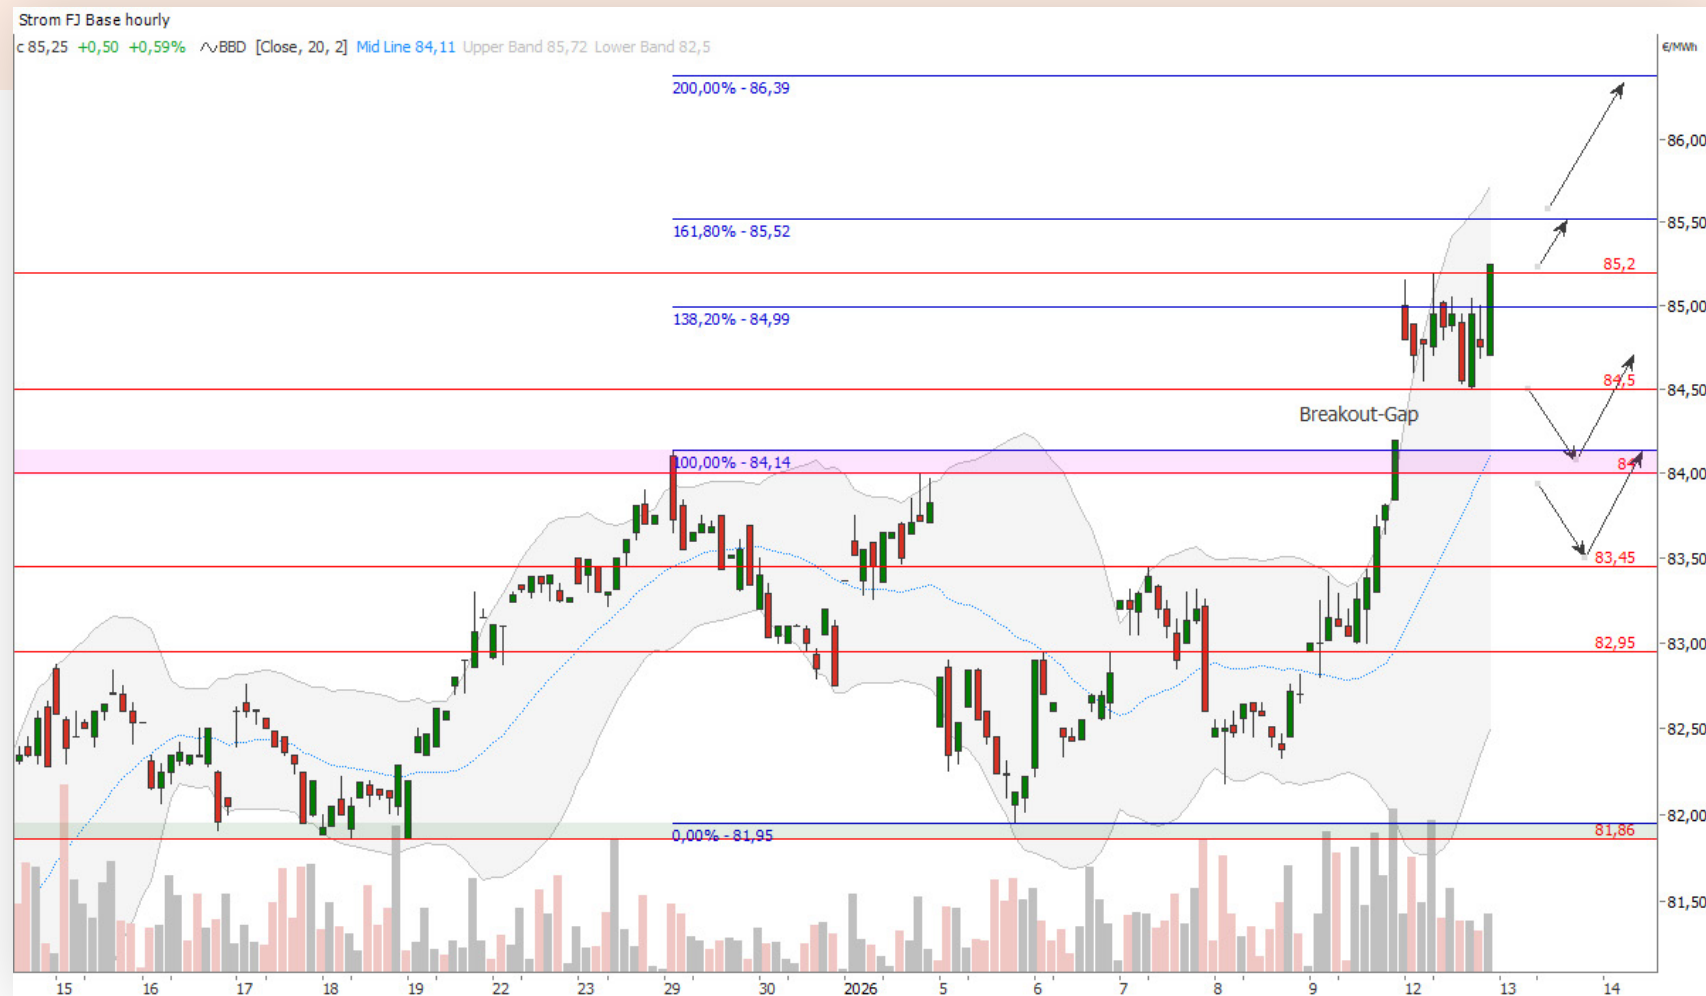 Strom FJ Base hourly
c 85,25 +0,50 +0,59% BBD [Close, 20, 2] Mid Line 84,11 Upper Band 85,72 Lower Band 82,5
€/MWh
200,00% - 86,39
86,00
161,80% - 85,52
85,50
85,2
138,20% - 84,99
85,00
84,5
84,50
Breakout-Gap
100,00% - 84,14
84
84,00
83,45
83,50
82,95
83,00
82,50
0,00% - 81,95
81,86
82,00
81,50
15 16 17 18 19 22 23 29 30 2026 5 6 7 8 9 12 13 14